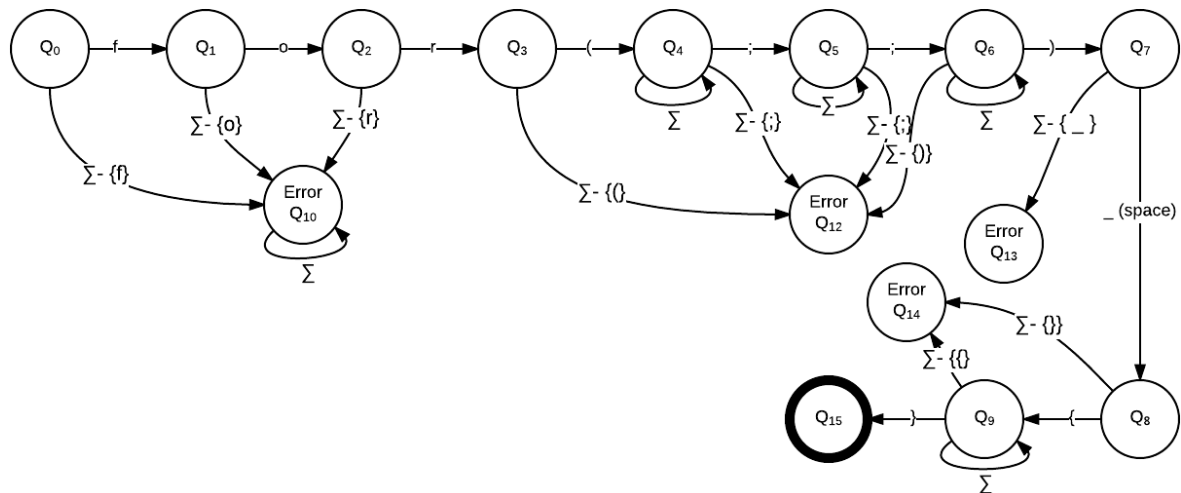 Q0
f
Q1
o
Q2
r
Q3
(
Q4
;
Q5
;
Q6
)
Q7
∑
∑
∑
∑- {o}
∑- {r}
∑- {;}
∑- {;}
∑- {)}
∑- { _ }
∑- {f}
∑- {(}
Error
Q10
∑
Error
Q12
_ (space)
Error
Q13
Error
Q14
∑- {}}
∑- {{}
Q15
}
Q9
{
Q8
∑